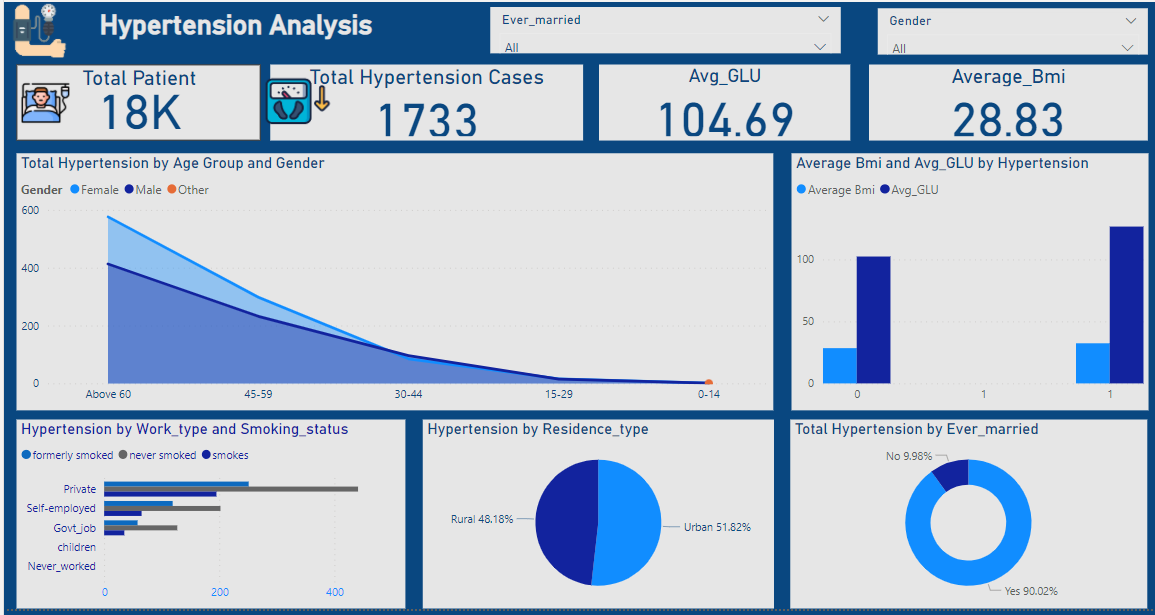 Hypertension Analysis
Ever_married
All
Gender
All
Total Patient
18K
Total Hypertension Cases
1733
Avg_GLU
104.69
Average_Bmi
28.83
Total Hypertension by Age Group and Gender
Gender Female Male Other
600
400
200
0
Above 60 45-59 30-44 15-29 0-14
Average Bmi and Avg_GLU by Hypertension
Average Bmi Avg_GLU
100
50
0
0 1 1
Hypertension by Work_type and Smoking_status
formerly smoked never smoked smokes
Private
Self-employed
Govt_job
children
Never_worked
0 200 400
Hypertension by Residence_type
Rural 48.18%
Urban 51.82%
Total Hypertension by Ever_married
No 9.98%
Yes 90.02%